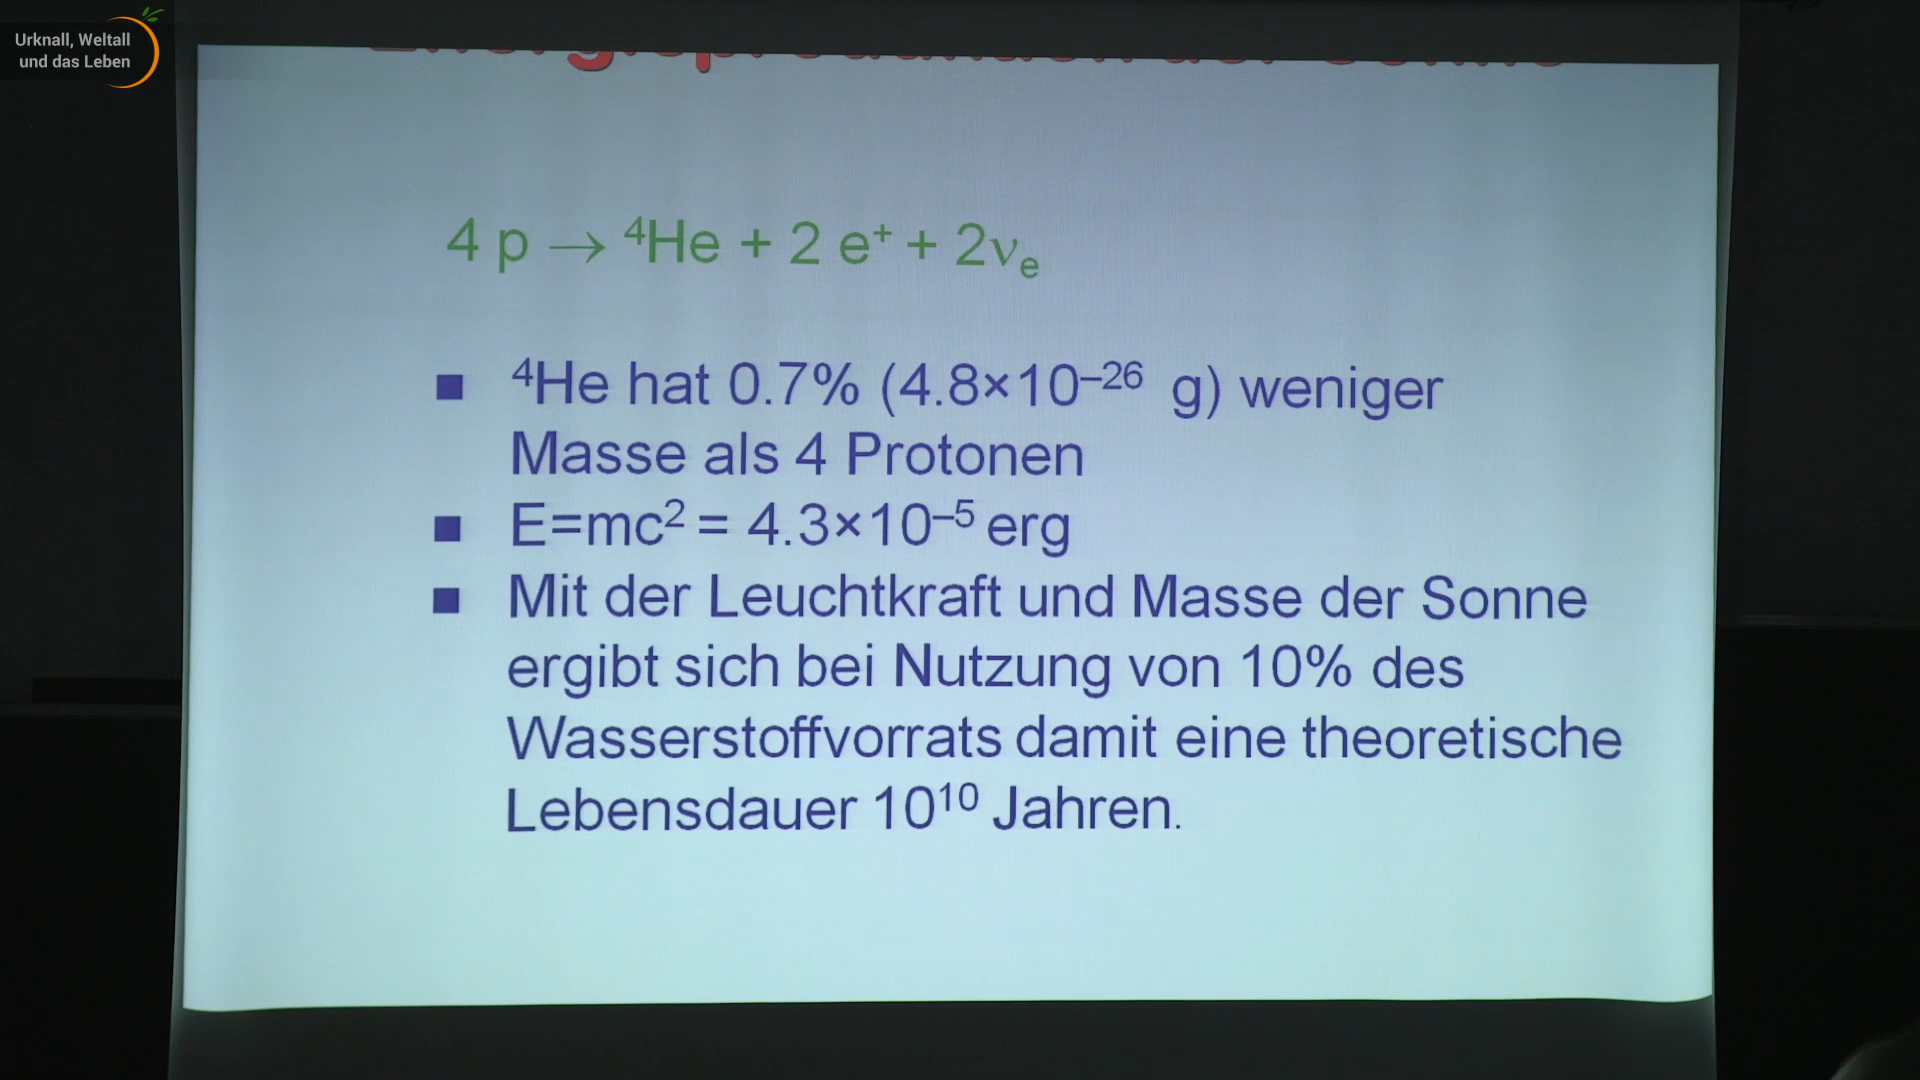 Urknall, Weltall
und das Leben
4 p → ⁴He + 2 e⁺ + 2νₑ
■ ⁴He hat 0.7% (4.8×10⁻²⁶ g) weniger
Masse als 4 Protonen
■ E=mc² = 4.3×10⁻⁵ erg
■ Mit der Leuchtkraft und Masse der Sonne
ergibt sich bei Nutzung von 10% des
Wasserstoffvorrats damit eine theoretische
Lebensdauer 10¹⁰ Jahren.